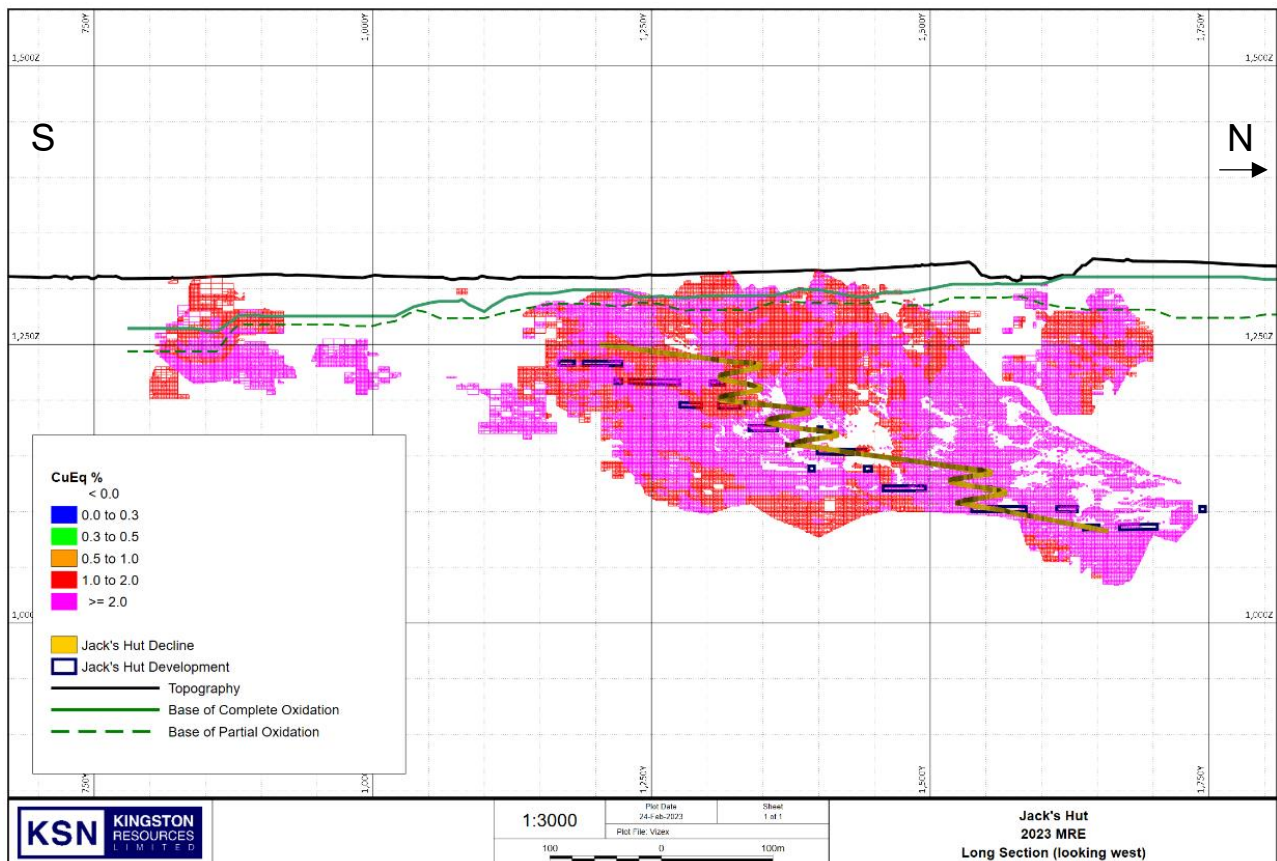 750Y
1,000Y
1,250Y
1,500Y
1,750Y
1,500Z
1,500Z
S
N
1,250Z
1,250Z
CuEq %
< 0.0
0.0 to 0.3
0.3 to 0.5
0.5 to 1.0
1.0 to 2.0
>= 2.0
1,000Z
Jack's Hut Decline
Jack's Hut Development
Topography
Base of Complete Oxidation
Base of Partial Oxidation
750Y
1,000Y
1,250Y
1,500Y
1,750Y
KSN
KINGSTON
RESOURCES
LIMITED
1:3000
Plot Date
24-Feb-2023
Sheet
1 of 1
Plot File: Vizex
100 0 100m
Jack's Hut
2023 MRE
Long Section (looking west)